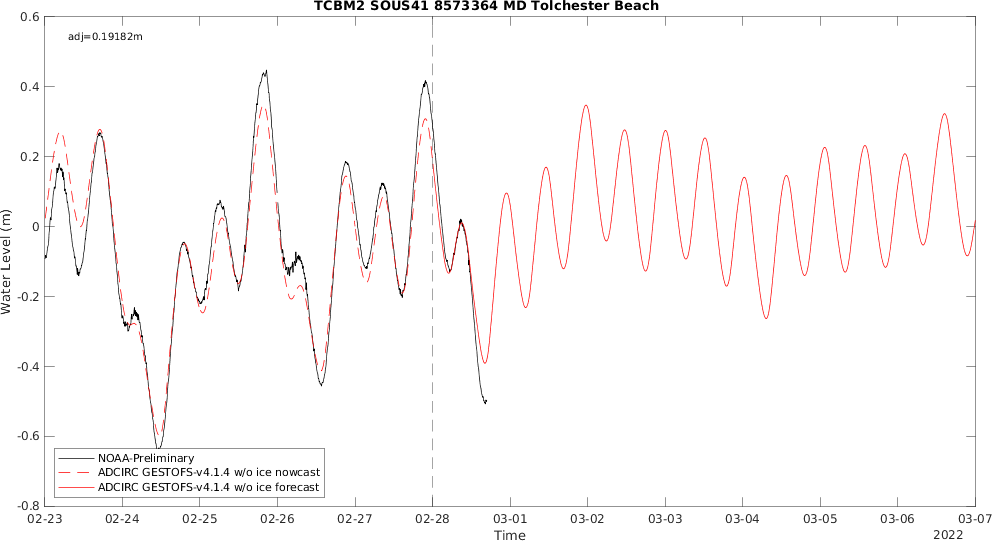 TCBM2 SOUS41 8573364 MD Tolchester Beach
adj=0.19182m
0.6
0.4
0.2
0
-0.2
-0.4
-0.6
-0.8
Water Level (m)
NOAA-Preliminary
ADCIRC GESTOFS-v4.1.4 w/o ice nowcast
ADCIRC GESTOFS-v4.1.4 w/o ice forecast
02-23 02-24 02-25 02-26 02-27 02-28 03-01 03-02 03-03 03-04 03-05 03-06 03-07
Time
2022